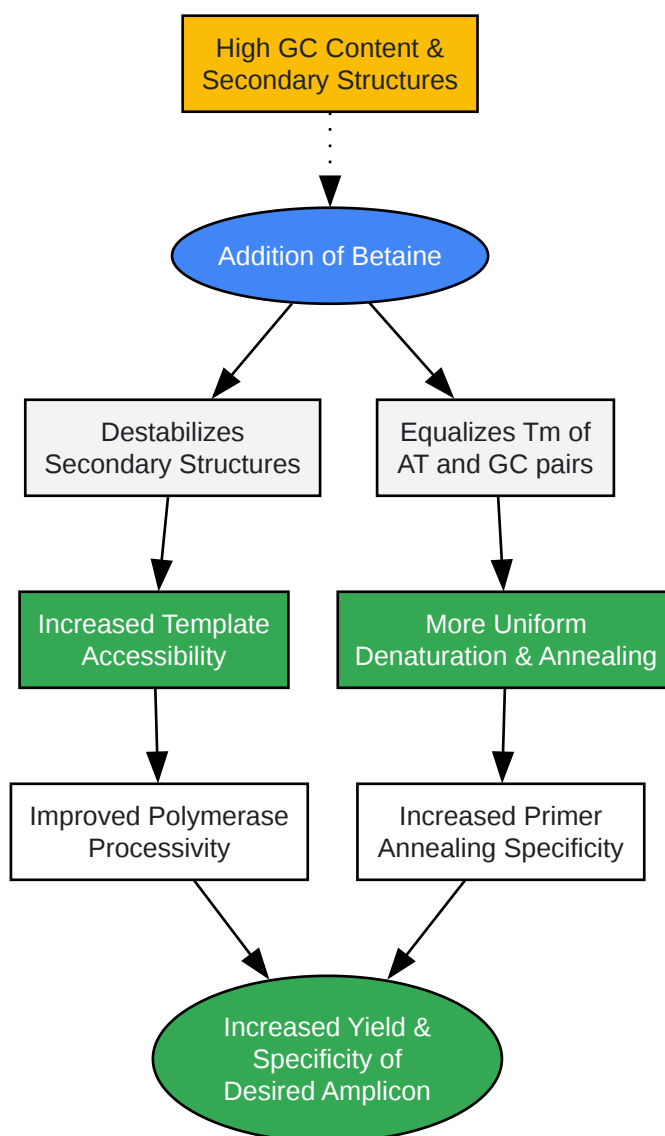 High GC Content &
Secondary Structures
Addition of Betaine
Destabilizes
Secondary Structures
Equalizes Tm of
AT and GC pairs
Increased Template
Accessibility
More Uniform
Denaturation & Annealing
Improved Polymerase
Processivity
Increased Primer
Annealing Specificity
Increased Yield &
Specificity of
Desired Amplicon